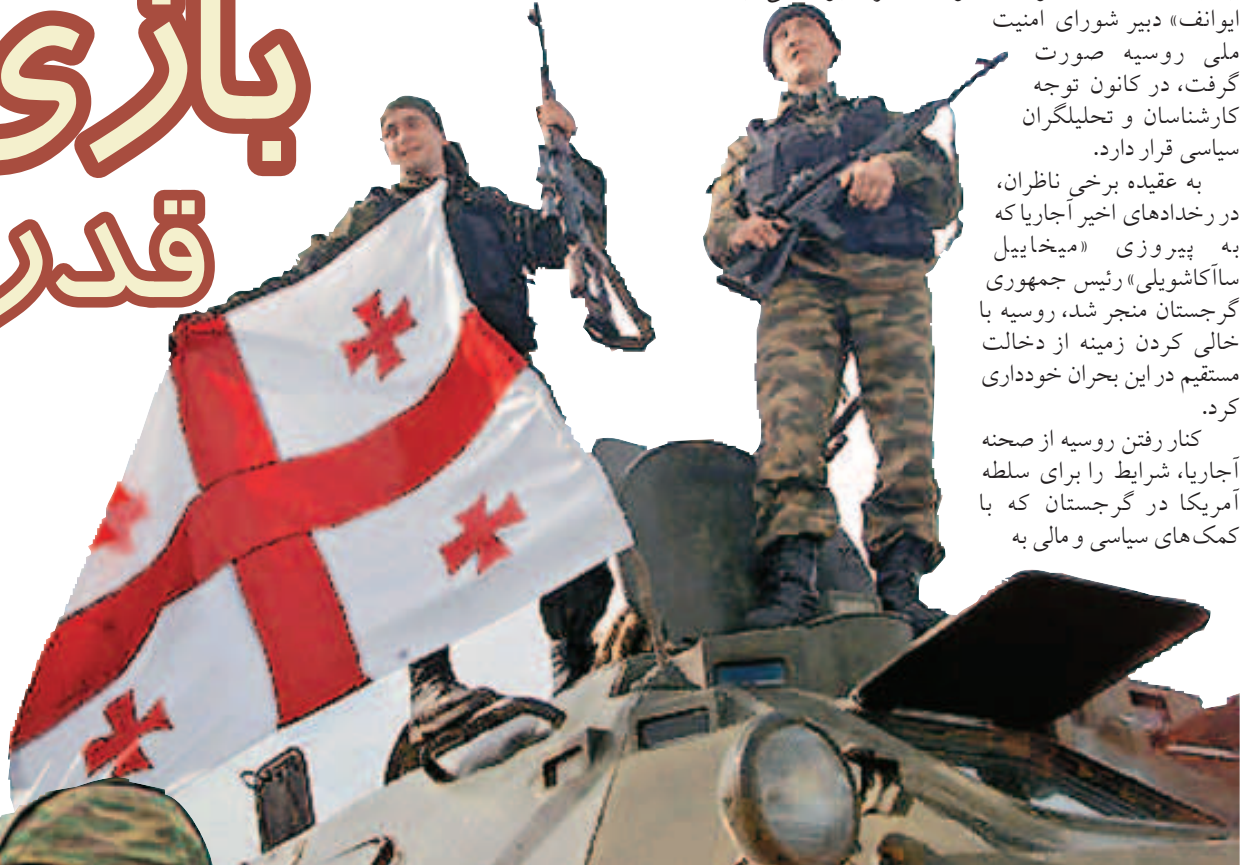 بازی
قدر
ایوانف» دبیر شورای امنیت
ملی روسیه صورت
گرفت، در کانون توجه
کارشناسان و تحلیلگران
سیاسی قرار دارد.
به عقیده برخی ناظران،
در رخدادهای اخیر آجاریا که
به پیروزی «میخاییل
ساآکاشویلی» رئیس جمهوری
گرجستان منجر شد، روسیه با
خالی کردن زمینه از دخالت
مستقیم در این بحران خودداری
کرد.
کنار رفتن روسیه از صحنه
آجاریا، شرایط را برای سلطه
آمریکا در گرجستان که با
کمک‌های سیاسی و مالی به